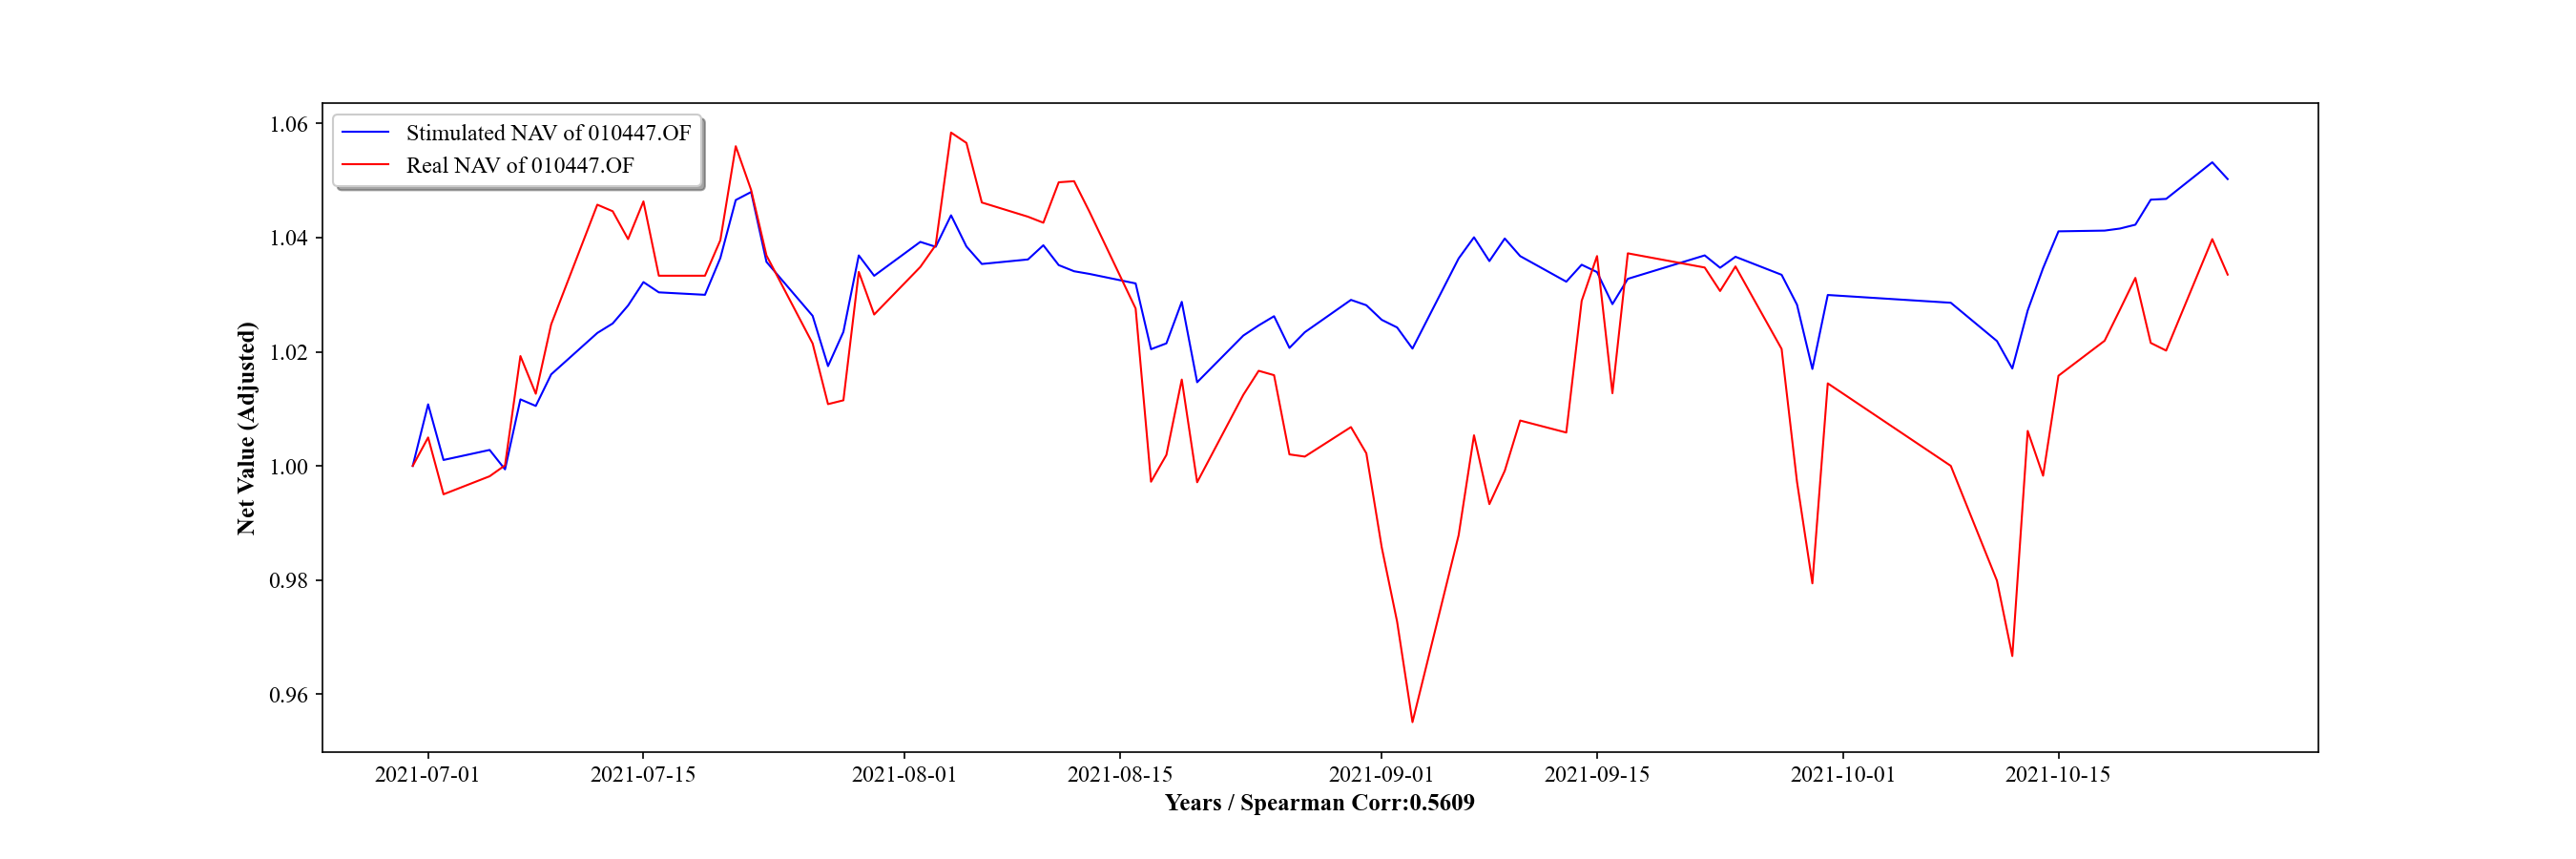 Stimulated NAV of 010447.OF
Real NAV of 010447.OF
Net Value (Adjusted)
1.06
1.04
1.02
1.00
0.98
0.96
2021-07-01 2021-07-15 2021-08-01 2021-08-15 2021-09-01 2021-09-15 2021-10-01 2021-10-15
Years / Spearman Corr:0.5609